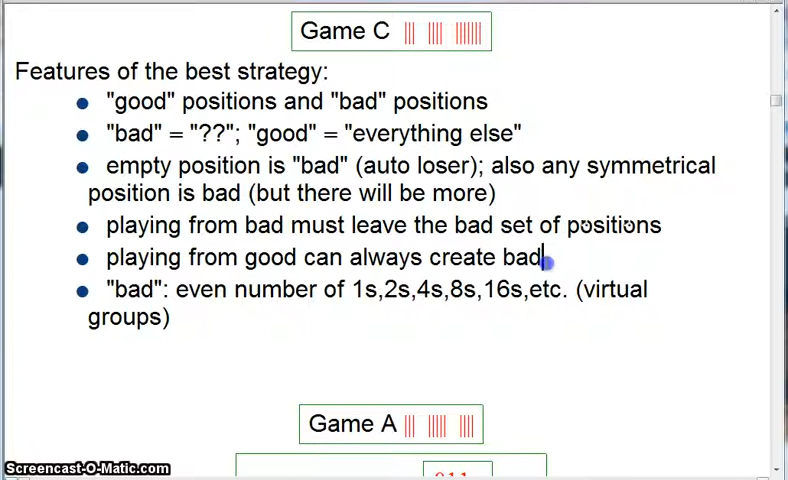 Game C ||| |||| |||||||
Features of the best strategy:
"good" positions and "bad" positions
"bad" = "??"; "good" = "everything else"
empty position is "bad" (auto loser); also any symmetrical
position is bad (but there will be more)
playing from bad must leave the bad set of positions
playing from good can always create bad
"bad": even number of 1s,2s,4s,8s,16s,etc. (virtual
groups)
Game A ||| ||||| ||||
Screencast-O-Matic.com